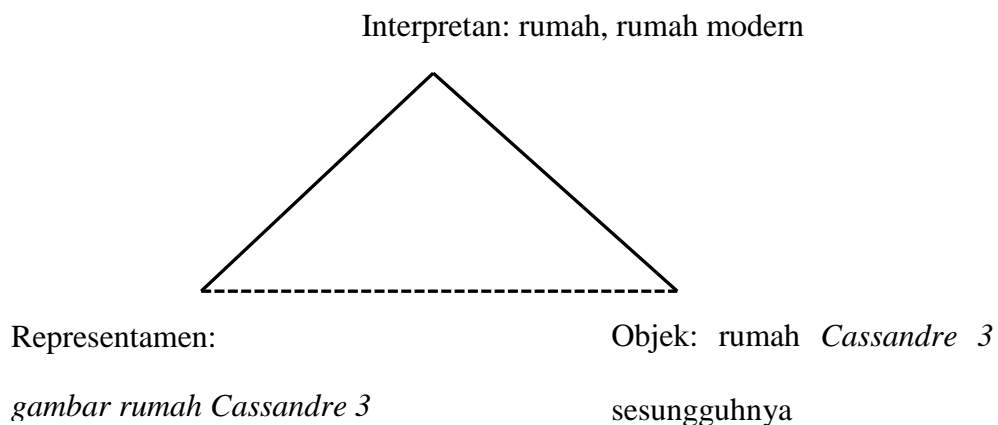 Interpretan: rumah, rumah modern
Representamen:
gambar rumah Cassandre 3
Objek: rumah Cassandre 3
sesungguhnya